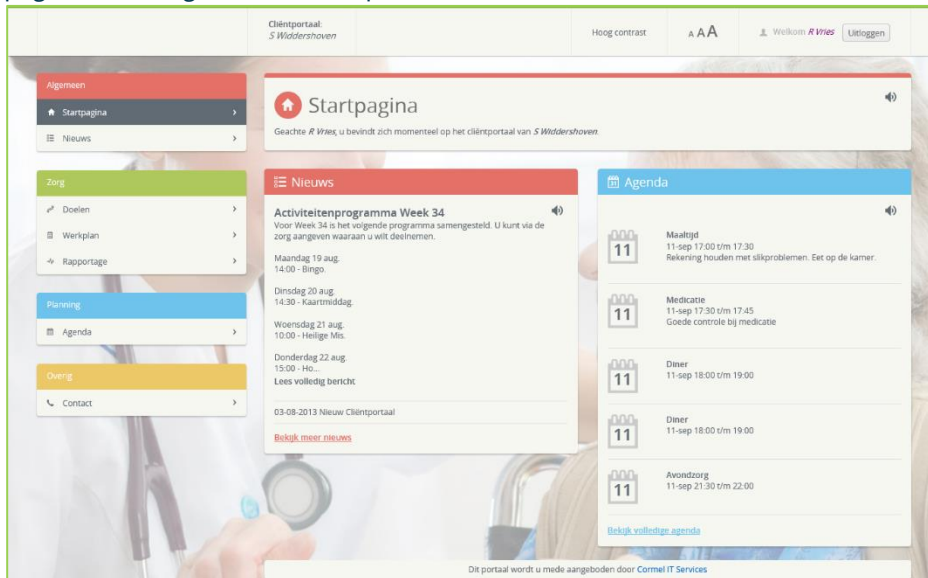 Cliëntportaal:
S Widdershoven
Hoog contrast
A A A
Welkom R Vries
Uitloggen
Algemeen
Startpagina
Nieuws
Zorg
Doelen
Werkplan
Rapportage
Planning
Agenda
Overig
Contact
Startpagina
Geachte R Vries, u bevindt zich momenteel op het cliëntportaal van S Widdershoven.
Nieuws
Activiteitenprogramma Week 34
Voor Week 34 is het volgende programma samengesteld. U kunt via de
zorg aangeven waaraan u wilt deelnemen.
Maandag 19 aug.
14:00 - Bingo.
Dinsdag 20 aug.
14:30 - Kaartmiddag.
Woensdag 21 aug.
10:00 - Heilige Mis.
Donderdag 22 aug.
15:00 - Ho...
Lees volledig bericht
03-08-2013 Nieuw Cliëntportaal
Bekijk meer nieuws
31 Agenda
11
Maaltijd
11-sep 17:00 t/m 17:30
Rekening houden met slikproblemen. Eet op de kamer.
11
Medicatie
11-sep 17:30 t/m 17:45
Goede controle bij medicatie
11
Diner
11-sep 18:00 t/m 19:00
11
Diner
11-sep 18:00 t/m 19:00
11
Avondzorg
11-sep 21:30 t/m 22:00
Bekijk volledige agenda
Dit portaal wordt u mede aangeboden door Cormel IT Services